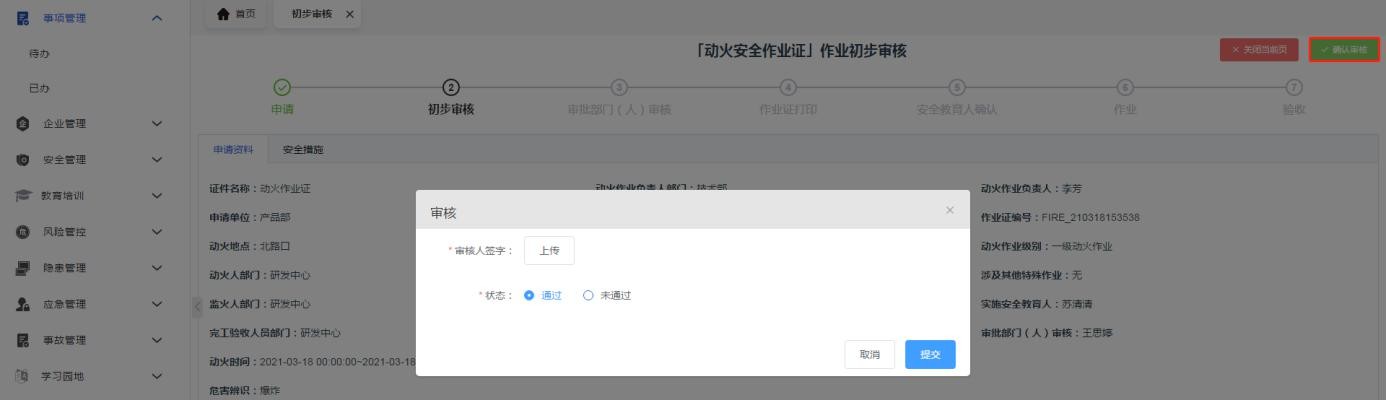 事项管理
待办
已办
企业管理
安全管理
教育培训
风险管控
隐患管理
应急管理
事故管理
学习园地
首页
初步审核
「动火安全作业证」作业初步审核
关闭当前页
确认审核
申请
2
初步审核
3
审批部门（人）审核
4
作业证打印
5
安全教育人确认
6
作业
7
验收
申请资料
安全措施
证件名称：动火作业证
动火作业负责人部门：技术部
动火作业负责人：李芳
申请单位：产品部
作业证编号：FIRE_210318153538
动火地点：北路口
动火作业级别：一级动火作业
动火人部门：研发中心
涉及其他特殊作业：无
监火人部门：研发中心
实施安全教育人：苏清清
完工验收人员部门：研发中心
审批部门（人）审核：王思婷
动火时间：2021-03-18 00:00:00~2021-03-18
危害辨识：爆炸
审核
*审核人签字：
上传
*状态：
通过
未通过
取消
提交